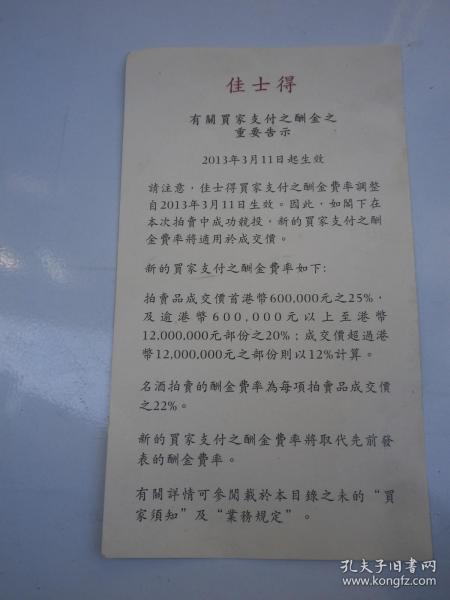 佳士得
有關買家支付之酬金之
重要告示
2013年3月11日起生效
請注意，佳士得買家支付之酬金費率調整
自2013年3月11日生效。因此，如閣下在
本次拍賣中成功競投，新的買家支付之酬
金費率將適用於成交價。
新的買家支付之酬金費率如下：
拍賣品成交價首港幣600,000元之25%，
及逾港幣600,000元以上至港幣
12,000,000元部份之20%；成交價超過港
幣12,000,000元之部份則以12%計算。
名酒拍賣的酬金費率為每項拍賣品成交價
之22%。
新的買家支付之酬金費率將取代先前發
表的酬金費率。
有關詳情可參閱載於本目錄之末的“買
家須知”及“業務規定”。
孔夫子旧书网
www.kongfz.com